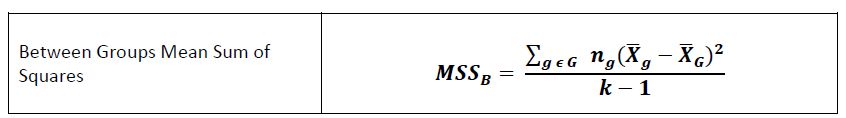 Between Groups Mean Sum of
Squares
𝑴𝑺𝑺_𝑩 = ∑_{𝒈 𝝐 𝑮} 𝒏_𝒈(X̅_𝒈 − X̅_𝑮)² / (𝒌 − 𝟏)